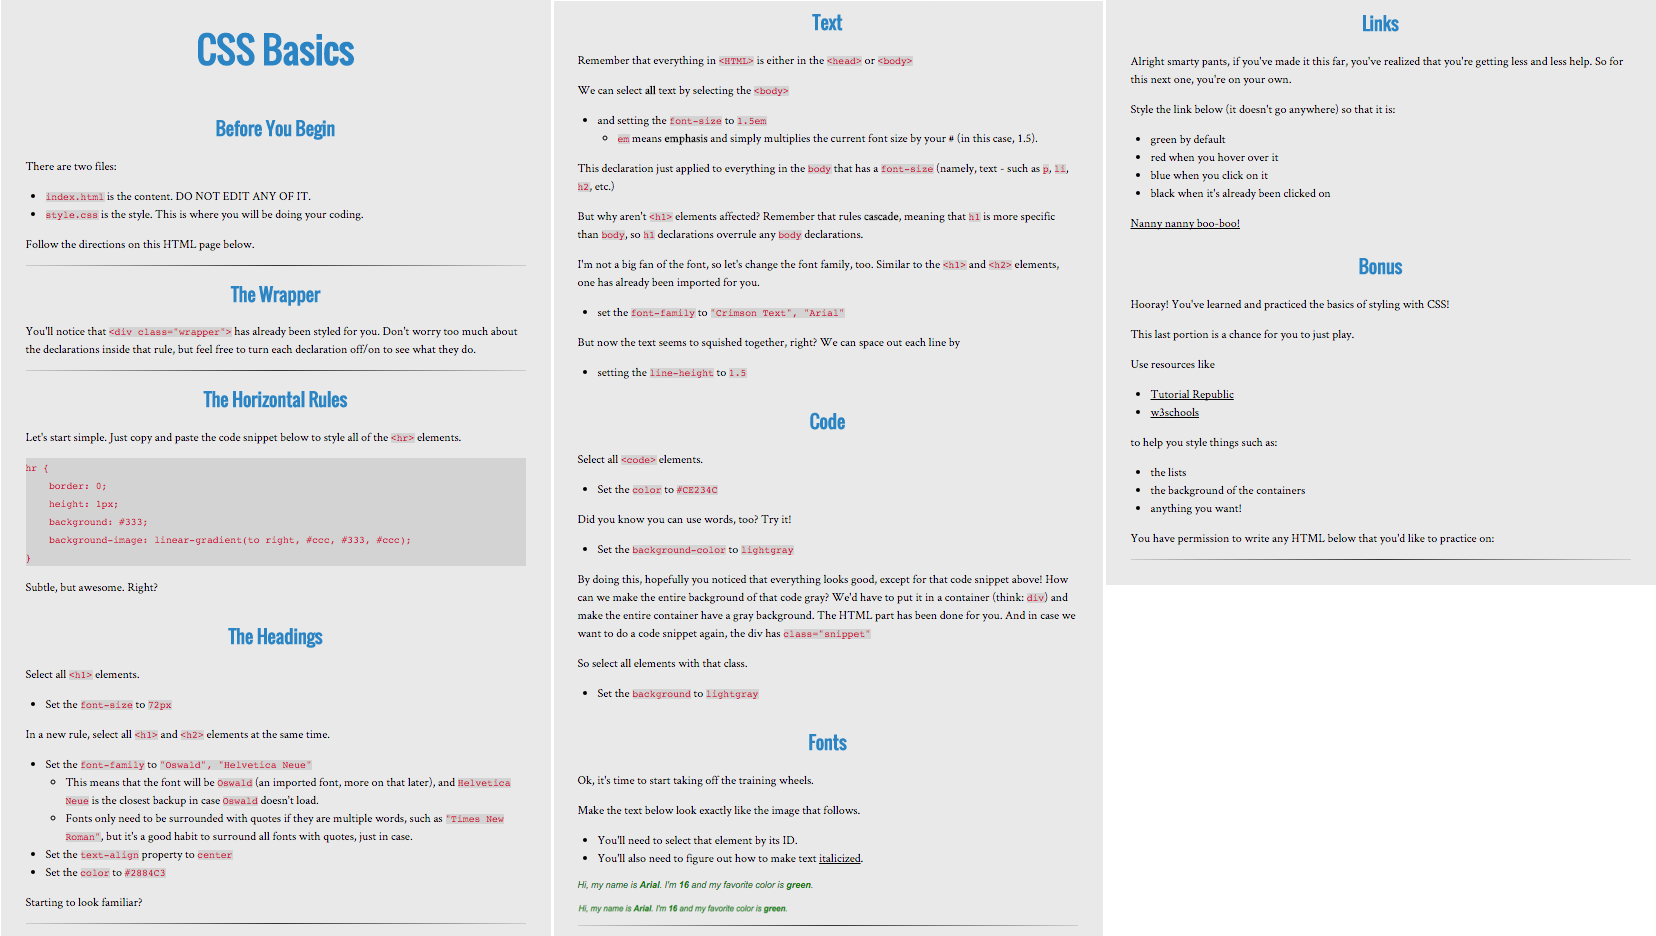 CSS Basics
Before You Begin
There are two files:
index.html is the content. DO NOT EDIT ANY OF IT.
style.css is the style. This is where you will be doing your coding.
Follow the directions on this HTML page below.
The Wrapper
You'll notice that <div class="wrapper"> has already been styled for you. Don't worry too much about
the declarations inside that rule, but feel free to turn each declaration off/on to see what they do.
The Horizontal Rules
Let's start simple. Just copy and paste the code snippet below to style all of the <hr> elements.
hr {
    border: 0;
    height: 1px;
    background: #333;
    background-image: linear-gradient(to right, #ccc, #333, #ccc);
}
Subtle, but awesome. Right?
The Headings
Select all <h1> elements.
Set the font-size to 72px
In a new rule, select all <h1> and <h2> elements at the same time.
Set the font-family to "Oswald", "Helvetica Neue"
This means that the font will be Oswald (an imported font, more on that later), and Helvetica
Neue is the closest backup in case Oswald doesn't load.
Fonts only need to be surrounded with quotes if they are multiple words, such as "Times New
Roman", but it's a good habit to surround all fonts with quotes, just in case.
Set the text-align property to center
Set the color to #2884C3
Starting to look familiar?
Text
Remember that everything in <HTML> is either in the <head> or <body>
We can select all text by selecting the <body>
and setting the font-size to 1.5em
em means emphasis and simply multiplies the current font size by your # (in this case, 1.5).
This declaration just applied to everything in the body that has a font-size (namely, text - such as p, li,
h2, etc.)
But why aren't <h1> elements affected? Remember that rules cascade, meaning that h1 is more specific
than body, so h1 declarations overrule any body declarations.
I'm not a big fan of the font, so let's change the font family, too. Similar to the <h1> and <h2> elements,
one has already been imported for you.
set the font-family to "Crimson Text", "Arial"
But now the text seems to squished together, right? We can space out each line by
setting the line-height to 1.5
Code
Select all <code> elements.
Set the color to #CE234C
Did you know you can use words, too? Try it!
Set the background-color to lightgray
By doing this, hopefully you noticed that everything looks good, except for that code snippet above! How
can we make the entire background of that code gray? We'd have to put it in a container (think: div) and
make the entire container have a gray background. The HTML part has been done for you. And in case we
want to do a code snippet again, the div has class="snippet"
So select all elements with that class.
Set the background to lightgray
Fonts
Ok, it's time to start taking off the training wheels.
Make the text below look exactly like the image that follows.
You'll need to select that element by its ID.
You'll also need to figure out how to make text italicized.
Hi, my name is Arial. I'm 16 and my favorite color is green.
Hi, my name is Arial. I'm 16 and my favorite color is green.
Links
Alright smarty pants, if you've made it this far, you've realized that you're getting less and less help. So for
this next one, you're on your own.
Style the link below (it doesn't go anywhere) so that it is:
green by default
red when you hover over it
blue when you click on it
black when it's already been clicked on
Nanny nanny boo-boo!
Bonus
Hooray! You've learned and practiced the basics of styling with CSS!
This last portion is a chance for you to just play.
Use resources like
Tutorial Republic
w3schools
to help you style things such as:
the lists
the background of the containers
anything you want!
You have permission to write any HTML below that you'd like to practice on: